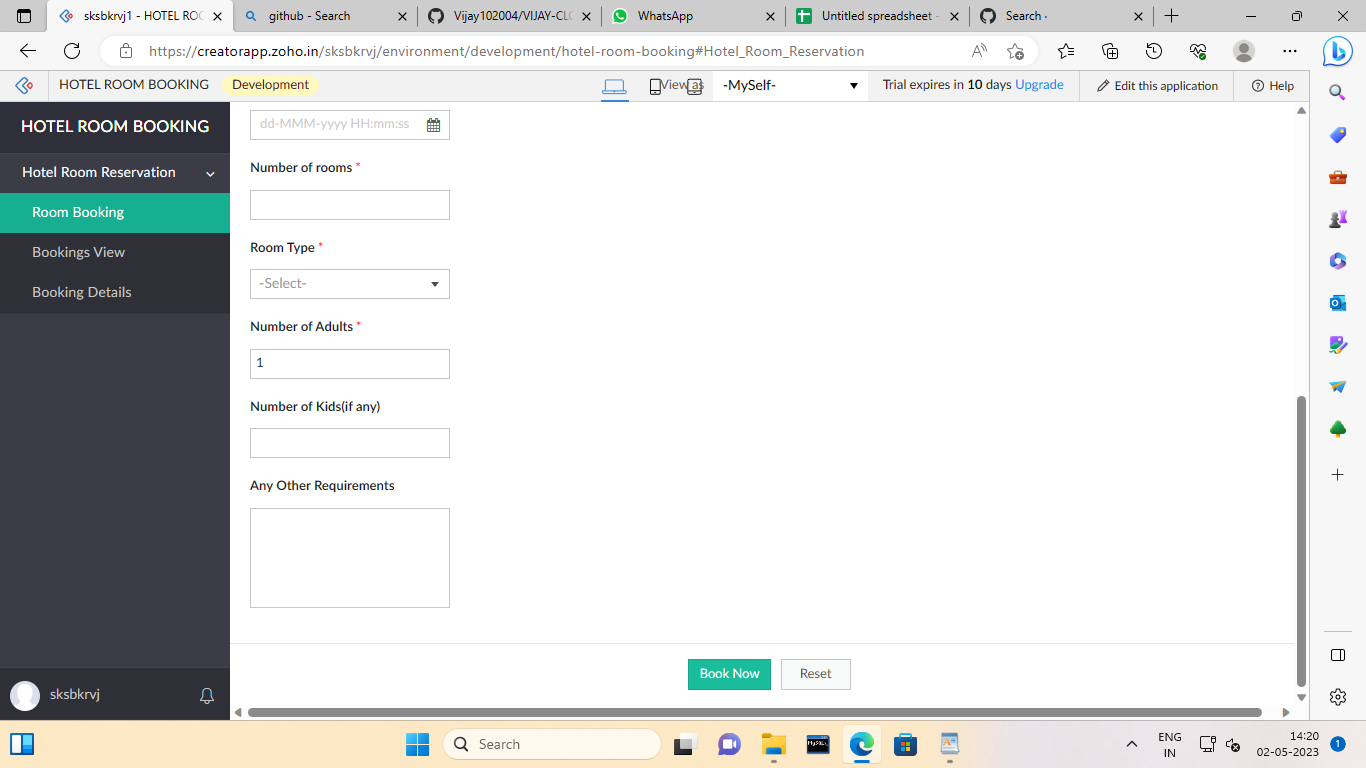 sksbkrvj1 - HOTEL ROO
github - Search
Vijay102004/VIJAY-CLO
WhatsApp
Untitled spreadsheet -
Search ·
https://creatorapp.zoho.in/sksbkrvj/environment/development/hotel-room-booking#Hotel_Room_Reservation
HOTEL ROOM BOOKING
Development
View as
-MySelf-
Trial expires in 10 days Upgrade
Edit this application
Help
HOTEL ROOM BOOKING
Hotel Room Reservation
Room Booking
Bookings View
Booking Details
sksbkrvj
dd-MMM-yyyy HH:mm:ss
Number of rooms *
Room Type *
-Select-
Number of Adults *
1
Number of Kids(if any)
Any Other Requirements
Book Now
Reset
Search
MySQL
ENG
IN
14:20
02-05-2023
1